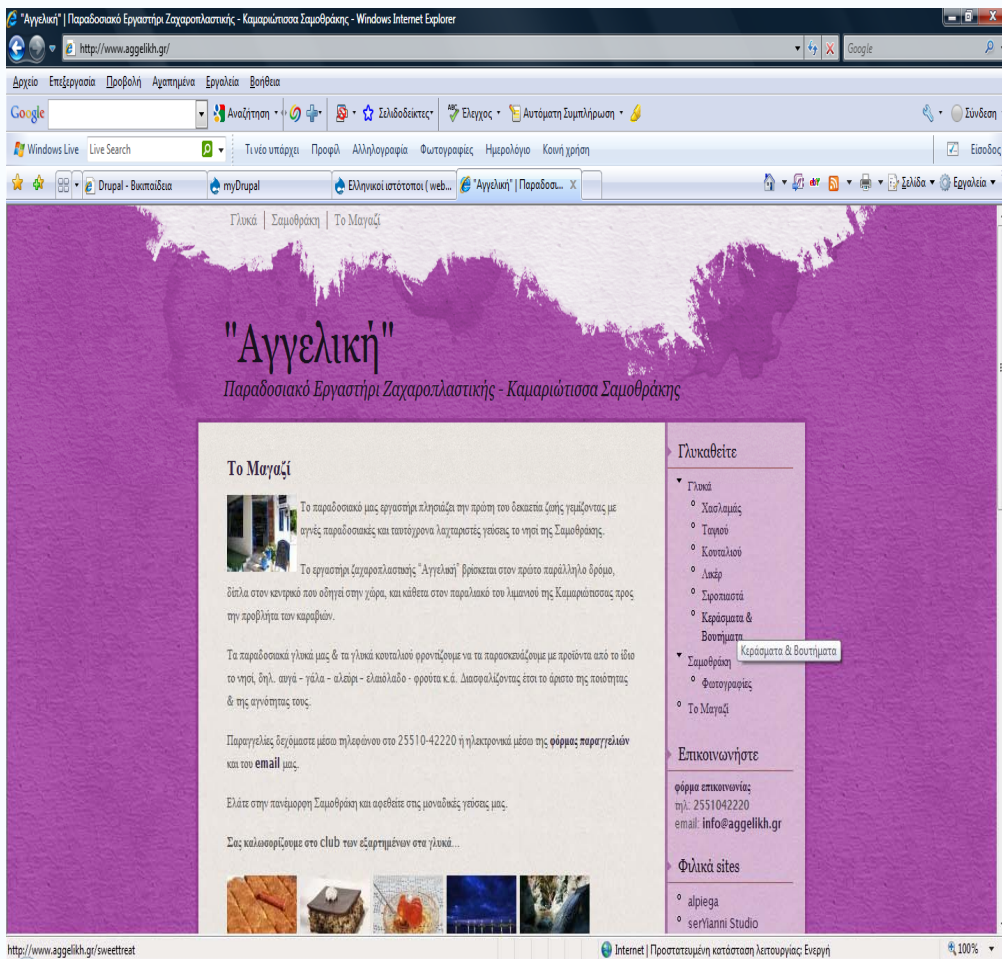 "Αγγελική" | Παραδοσιακό Εργαστήρι Ζαχαροπλαστικής - Καμαριώτισσα Σαμοθράκης - Windows Internet Explorer
http://www.aggelikh.gr/
Google
Αρχείο Επεξεργασία Προβολή Αγαπημένα Εργαλεία Βοήθεια
Google Αναζήτηση Σελιδοδείκτες ABC Έλεγχος Αυτόματη Συμπλήρωση Σύνδεση
Windows Live Live Search Τι νέο υπάρχει Προφίλ Αλληλογραφία Φωτογραφίες Ημερολόγιο Κοινή χρήση Είσοδος
Drupal - Βικιπαίδεια myDrupal Ελληνικοί ιστότοποι ( web... "Αγγελική" | Παραδοσι... X Σελίδα Εργαλεία
Γλυκά | Σαμοθράκη | Το Μαγαζί
"Αγγελική"
Παραδοσιακό Εργαστήρι Ζαχαροπλαστικής - Καμαριώτισσα Σαμοθράκης
Το Μαγαζί
Το παραδοσιακό μας εργαστήρι πλησιάζει την πρώτη του δεκαετία ζωής γεμίζοντας με
αγνές παραδοσιακές και ταυτόχρονα λαχταριστές γεύσεις το νησί της Σαμοθράκης.
Το εργαστήρι ζαχαροπλαστικής "Αγγελική" βρίσκεται στον πρώτο παράλληλο δρόμο,
δίπλα στον κεντρικό που οδηγεί στην χώρα, και κάθετα στον παραλιακό του λιμανιού της Καμαριώτισσας προς
την προβλήτα των καραβιών.
Τα παραδοσιακά γλυκά μας & τα γλυκά κουταλιού φροντίζουμε να τα παρασκευάζουμε με προϊόντα από το ίδιο
το νησί, δηλ. αυγά - γάλα - αλεύρι - ελαιόλαδο - φρούτα κ.ά. Διασφαλίζοντας έτσι το άριστο της ποιότητας
& της αγνότητας τους.
Παραγγελίες δεχόμαστε μέσω τηλεφώνου στο 25510-42220 ή ηλεκτρονικά μέσω της φόρμας παραγγελιών
και του email μας.
Ελάτε στην πανέμορφη Σαμοθράκη και αφεθείτε στις μοναδικές γεύσεις μας.
Σας καλωσορίζουμε στο club των εξαρτημένων στα γλυκά...
Γλυκαθείτε
Γλυκά
Χασλαμάς
Ταψιού
Κουταλιού
Λικέρ
Σιροπιαστά
Κεράσματα &
Βουτήματα
Κεράσματα & Βουτήματα
Σαμοθράκη
Φωτογραφίες
Το Μαγαζί
Επικοινωνήστε
φόρμα επικοινωνίας
τηλ: 2551042220
email: info@aggelikh.gr
Φιλικά sites
alpiega
serYianni Studio
http://www.aggelikh.gr/sweettreat Internet | Προστατευμένη κατάσταση λειτουργίας: Ενεργή 100%